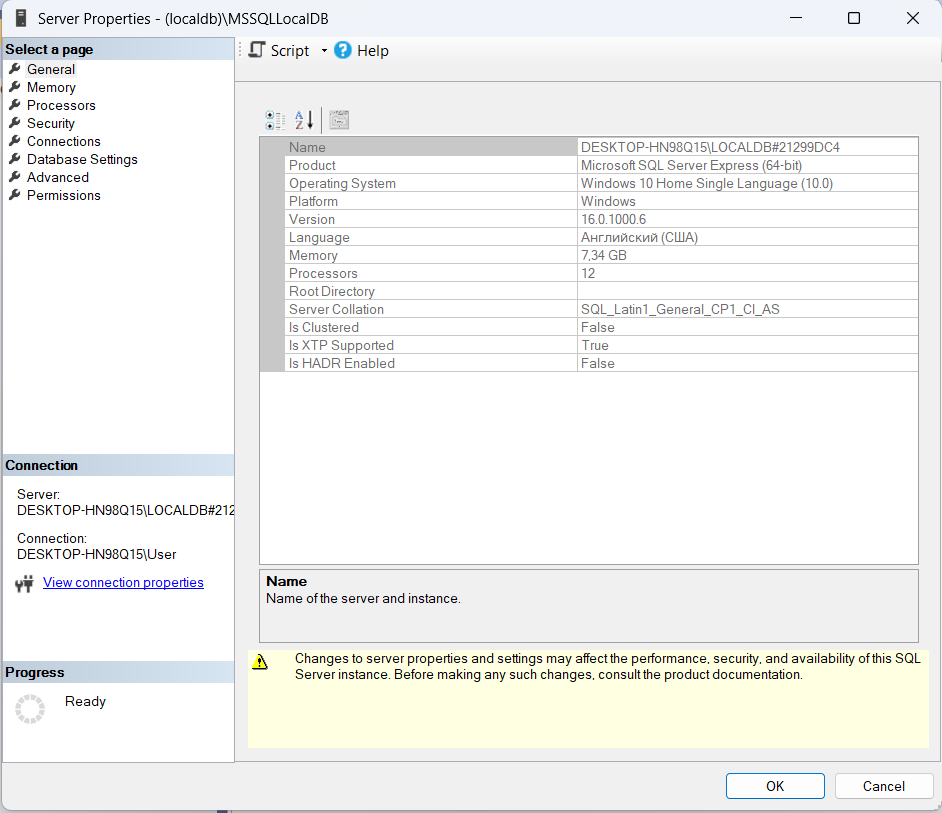 Server Properties - (localdb)\MSSQLLocalDB
Select a page
General
Memory
Processors
Security
Connections
Database Settings
Advanced
Permissions
Script
Help
Name DESKTOP-HN98Q15\LOCALDB#21299DC4
Product Microsoft SQL Server Express (64-bit)
Operating System Windows 10 Home Single Language (10.0)
Platform Windows
Version 16.0.1000.6
Language Английский (США)
Memory 7,34 GB
Processors 12
Root Directory
Server Collation SQL_Latin1_General_CP1_CI_AS
Is Clustered False
Is XTP Supported True
Is HADR Enabled False
Connection
Server:
DESKTOP-HN98Q15\LOCALDB#212
Connection:
DESKTOP-HN98Q15\User
View connection properties
Progress
Ready
Name
Name of the server and instance.
Changes to server properties and settings may affect the performance, security, and availability of this SQL
Server instance. Before making any such changes, consult the product documentation.
OK
Cancel